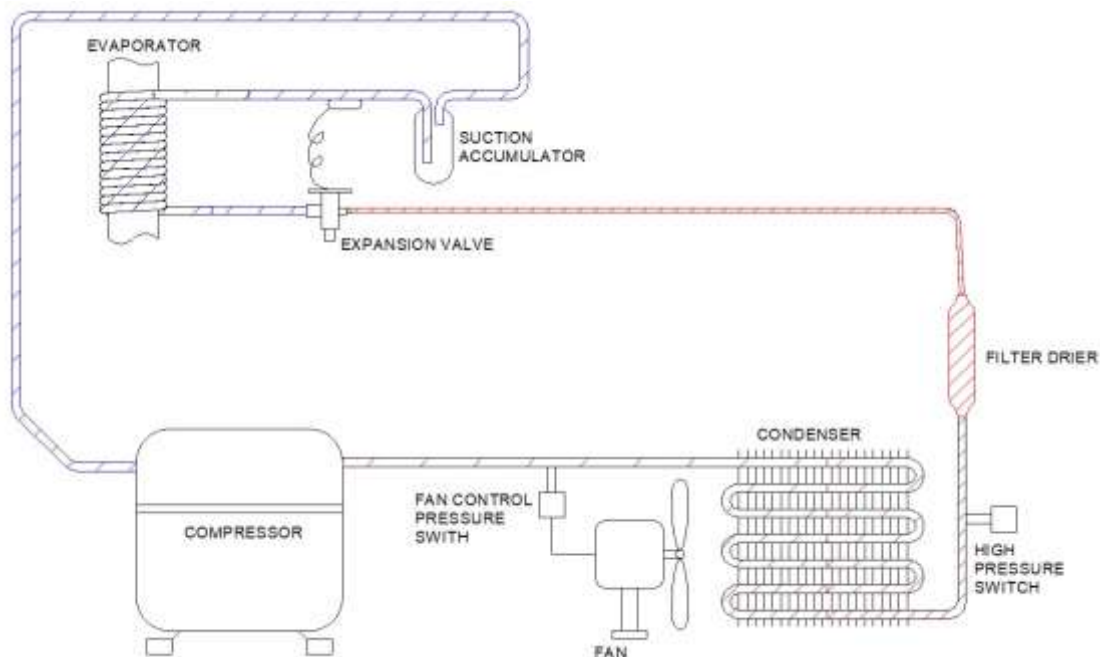 EVAPORATOR
SUCTION
ACCUMULATOR
EXPANSION VALVE
FILTER DRIER
CONDENSER
FAN CONTROL
PRESSURE
SWITH
COMPRESSOR
HIGH
PRESSURE
SWITCH
FAN